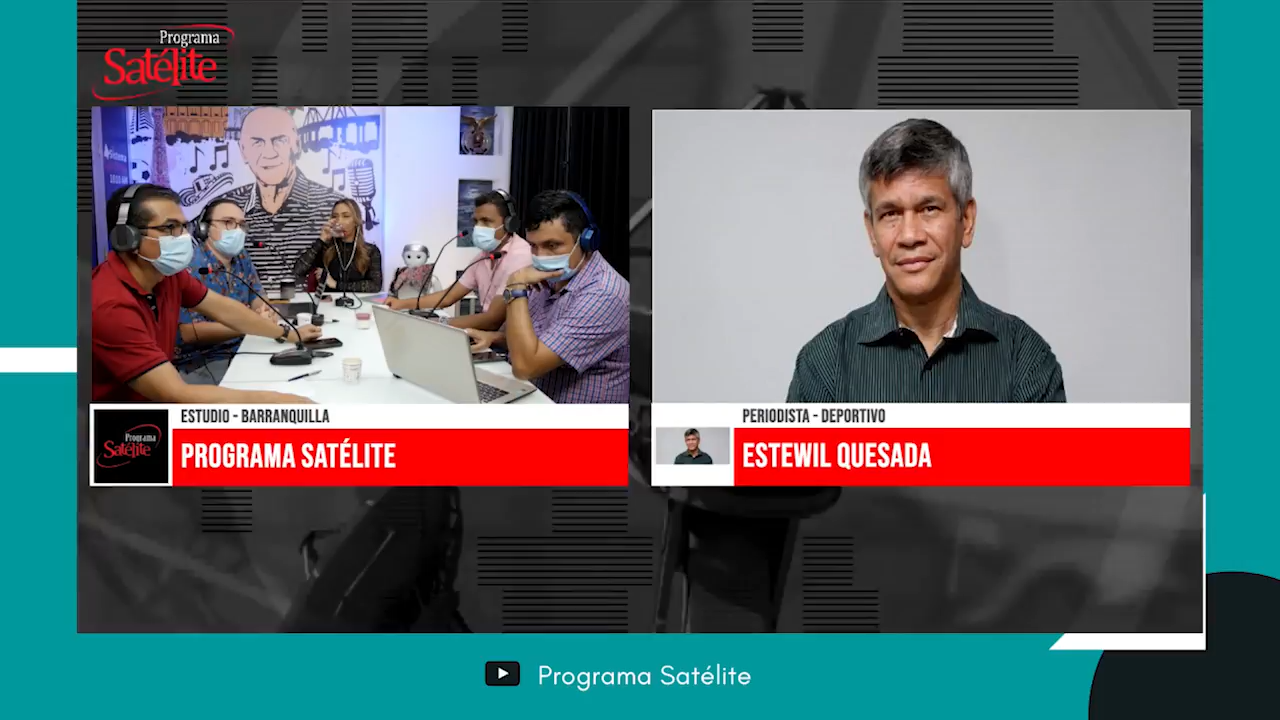 Programa
Satélite
ESTUDIO - BARRANQUILLA
PROGRAMA SATÉLITE
Programa
Satélite
PERIODISTA - DEPORTIVO
ESTEWIL QUESADA
Programa Satélite